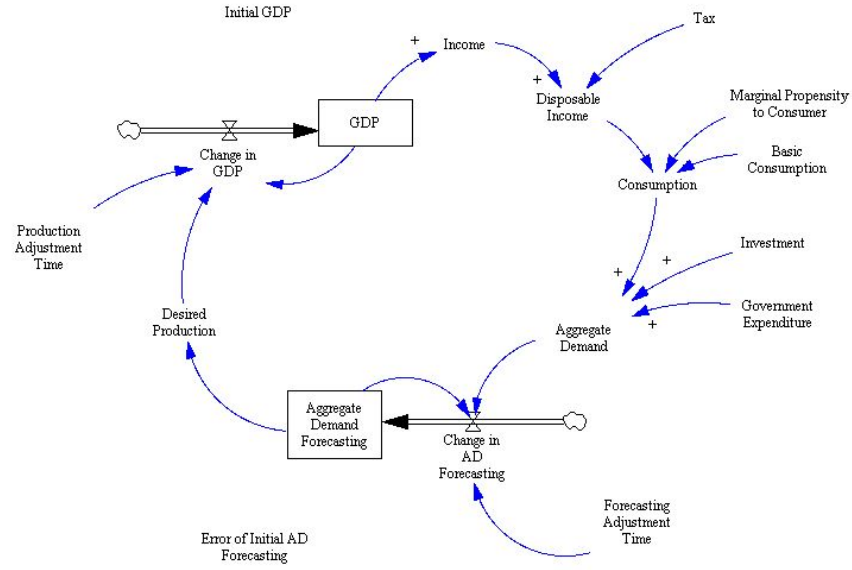 Initial GDP
Tax
+
Income
+
Disposable
Income
Marginal Propensity
to Consumer
GDP
Change in
GDP
Basic
Consumption
Consumption
Production
Adjustment
Time
Investment
+
+
Government
Expenditure
+
Desired
Production
Aggregate
Demand
Aggregate
Demand
Forecasting
Change in
AD
Forecasting
Forecasting
Adjustment
Time
Error of Initial AD
Forecasting